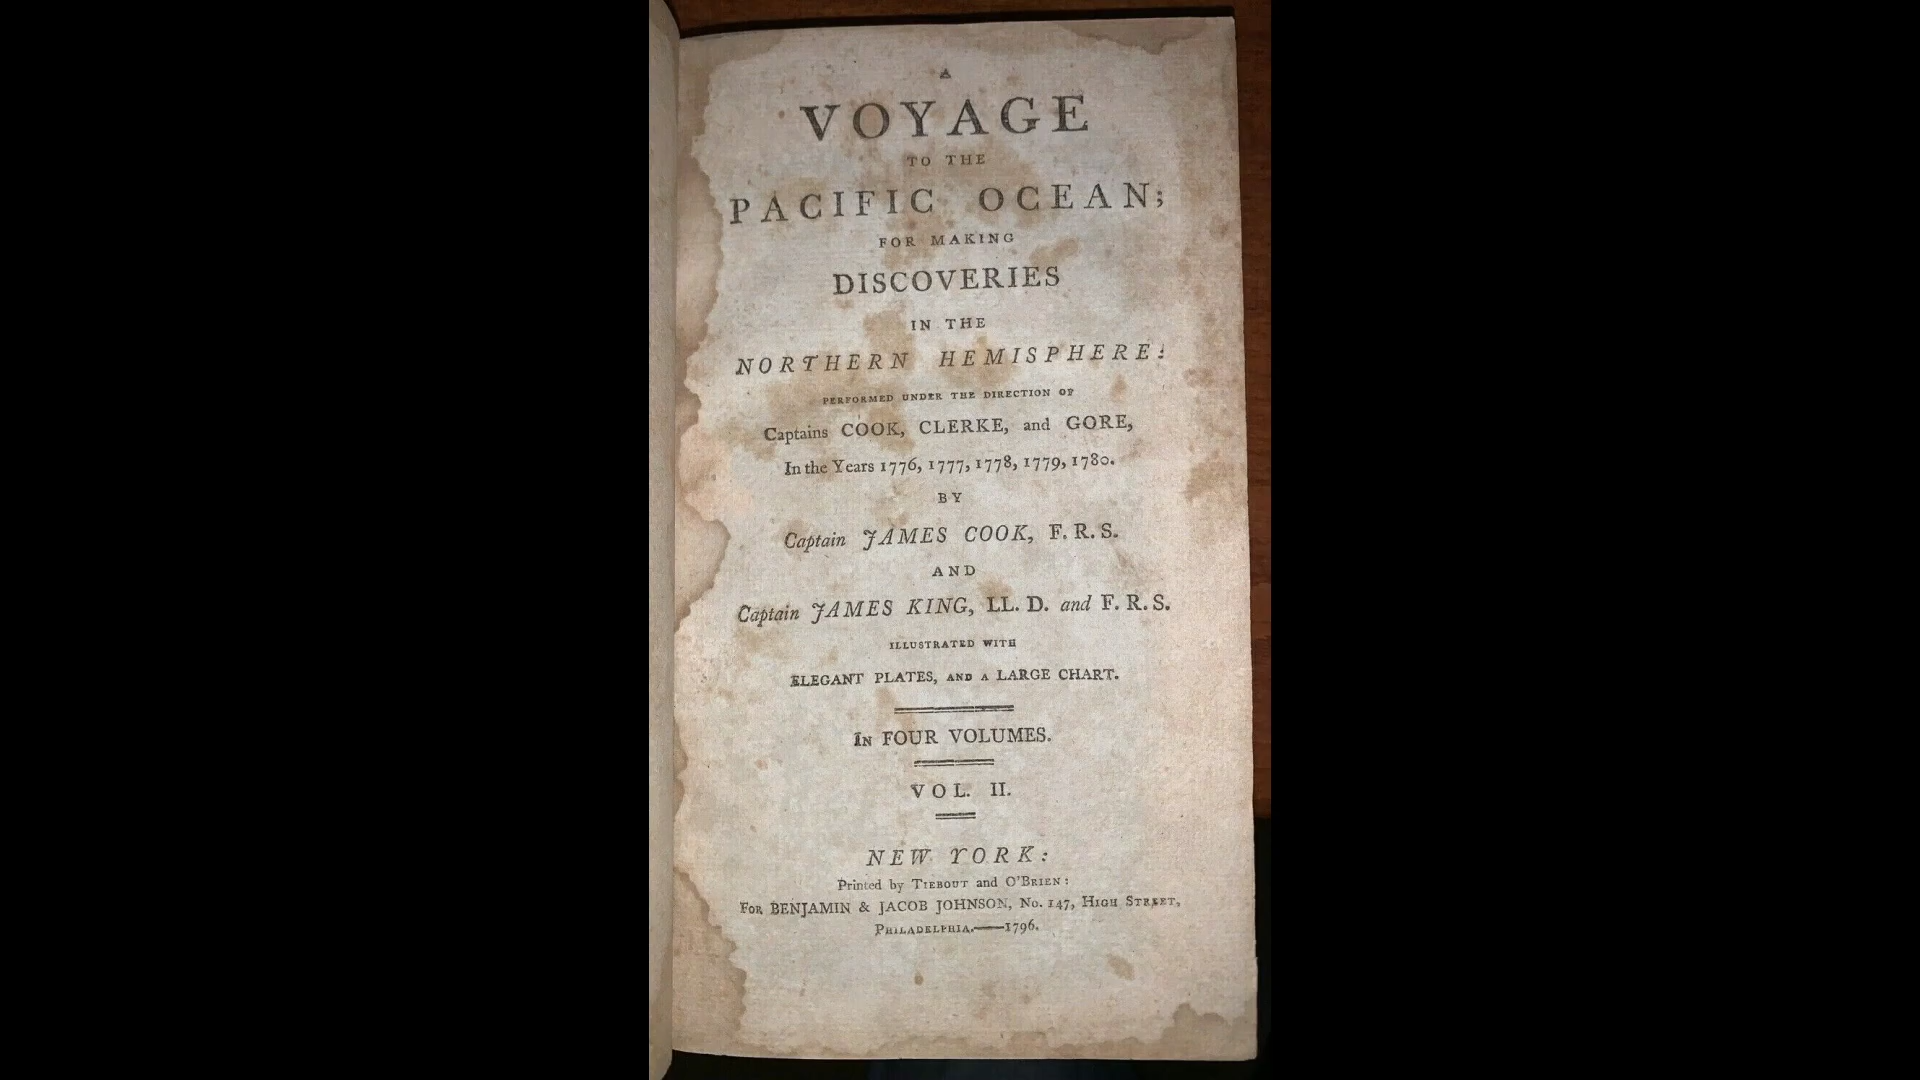 A
VOYAGE
TO THE
PACIFIC OCEAN;
FOR MAKING
DISCOVERIES
IN THE
NORTHERN HEMISPHERE:
PERFORMED UNDER THE DIRECTION OF
Captains COOK, CLERKE, and GORE,
In the Years 1776, 1777, 1778, 1779, 1780.
BY
Captain JAMES COOK, F. R. S.
AND
Captain JAMES KING, LL. D. and F. R. S.
ILLUSTRATED WITH
ELEGANT PLATES, AND A LARGE CHART.
IN FOUR VOLUMES.
VOL. II.
NEW YORK:
Printed by TIEBOUT and O'BRIEN:
FOR BENJAMIN & JACOB JOHNSON, No. 147, HIGH STREET,
PHILADELPHIA.——1796.